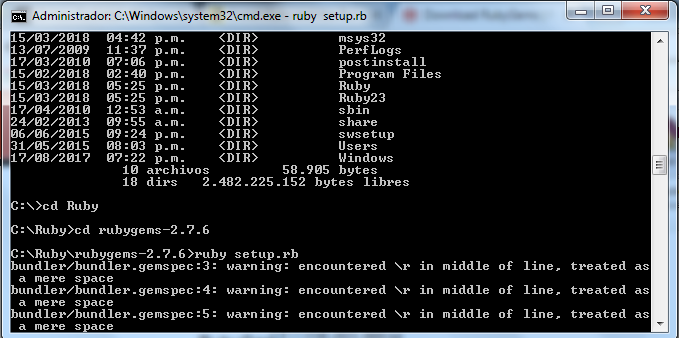 Administrador: C:\Windows\system32\cmd.exe - ruby setup.rb
15/03/2018 04:42 p.m. <DIR> msys32
13/07/2009 11:37 p.m. <DIR> PerfLogs
17/03/2010 07:06 p.m. <DIR> postinstall
15/02/2018 02:40 p.m. <DIR> Program Files
15/03/2018 05:25 p.m. <DIR> Ruby
15/03/2018 05:25 p.m. <DIR> Ruby23
17/04/2010 12:53 a.m. <DIR> sbin
24/02/2013 09:55 a.m. <DIR> share
06/06/2015 09:24 p.m. <DIR> swsetup
31/05/2015 08:03 p.m. <DIR> Users
17/08/2017 07:22 p.m. <DIR> Windows
10 archivos 58.905 bytes
18 dirs 2.482.225.152 bytes libres
C:\>cd Ruby
C:\Ruby>cd rubygems-2.7.6
C:\Ruby\rubygems-2.7.6>ruby setup.rb
bundler/bundler.gemspec:3: warning: encountered \r in middle of line, treated as
a mere space
bundler/bundler.gemspec:4: warning: encountered \r in middle of line, treated as
a mere space
bundler/bundler.gemspec:5: warning: encountered \r in middle of line, treated as
a mere space